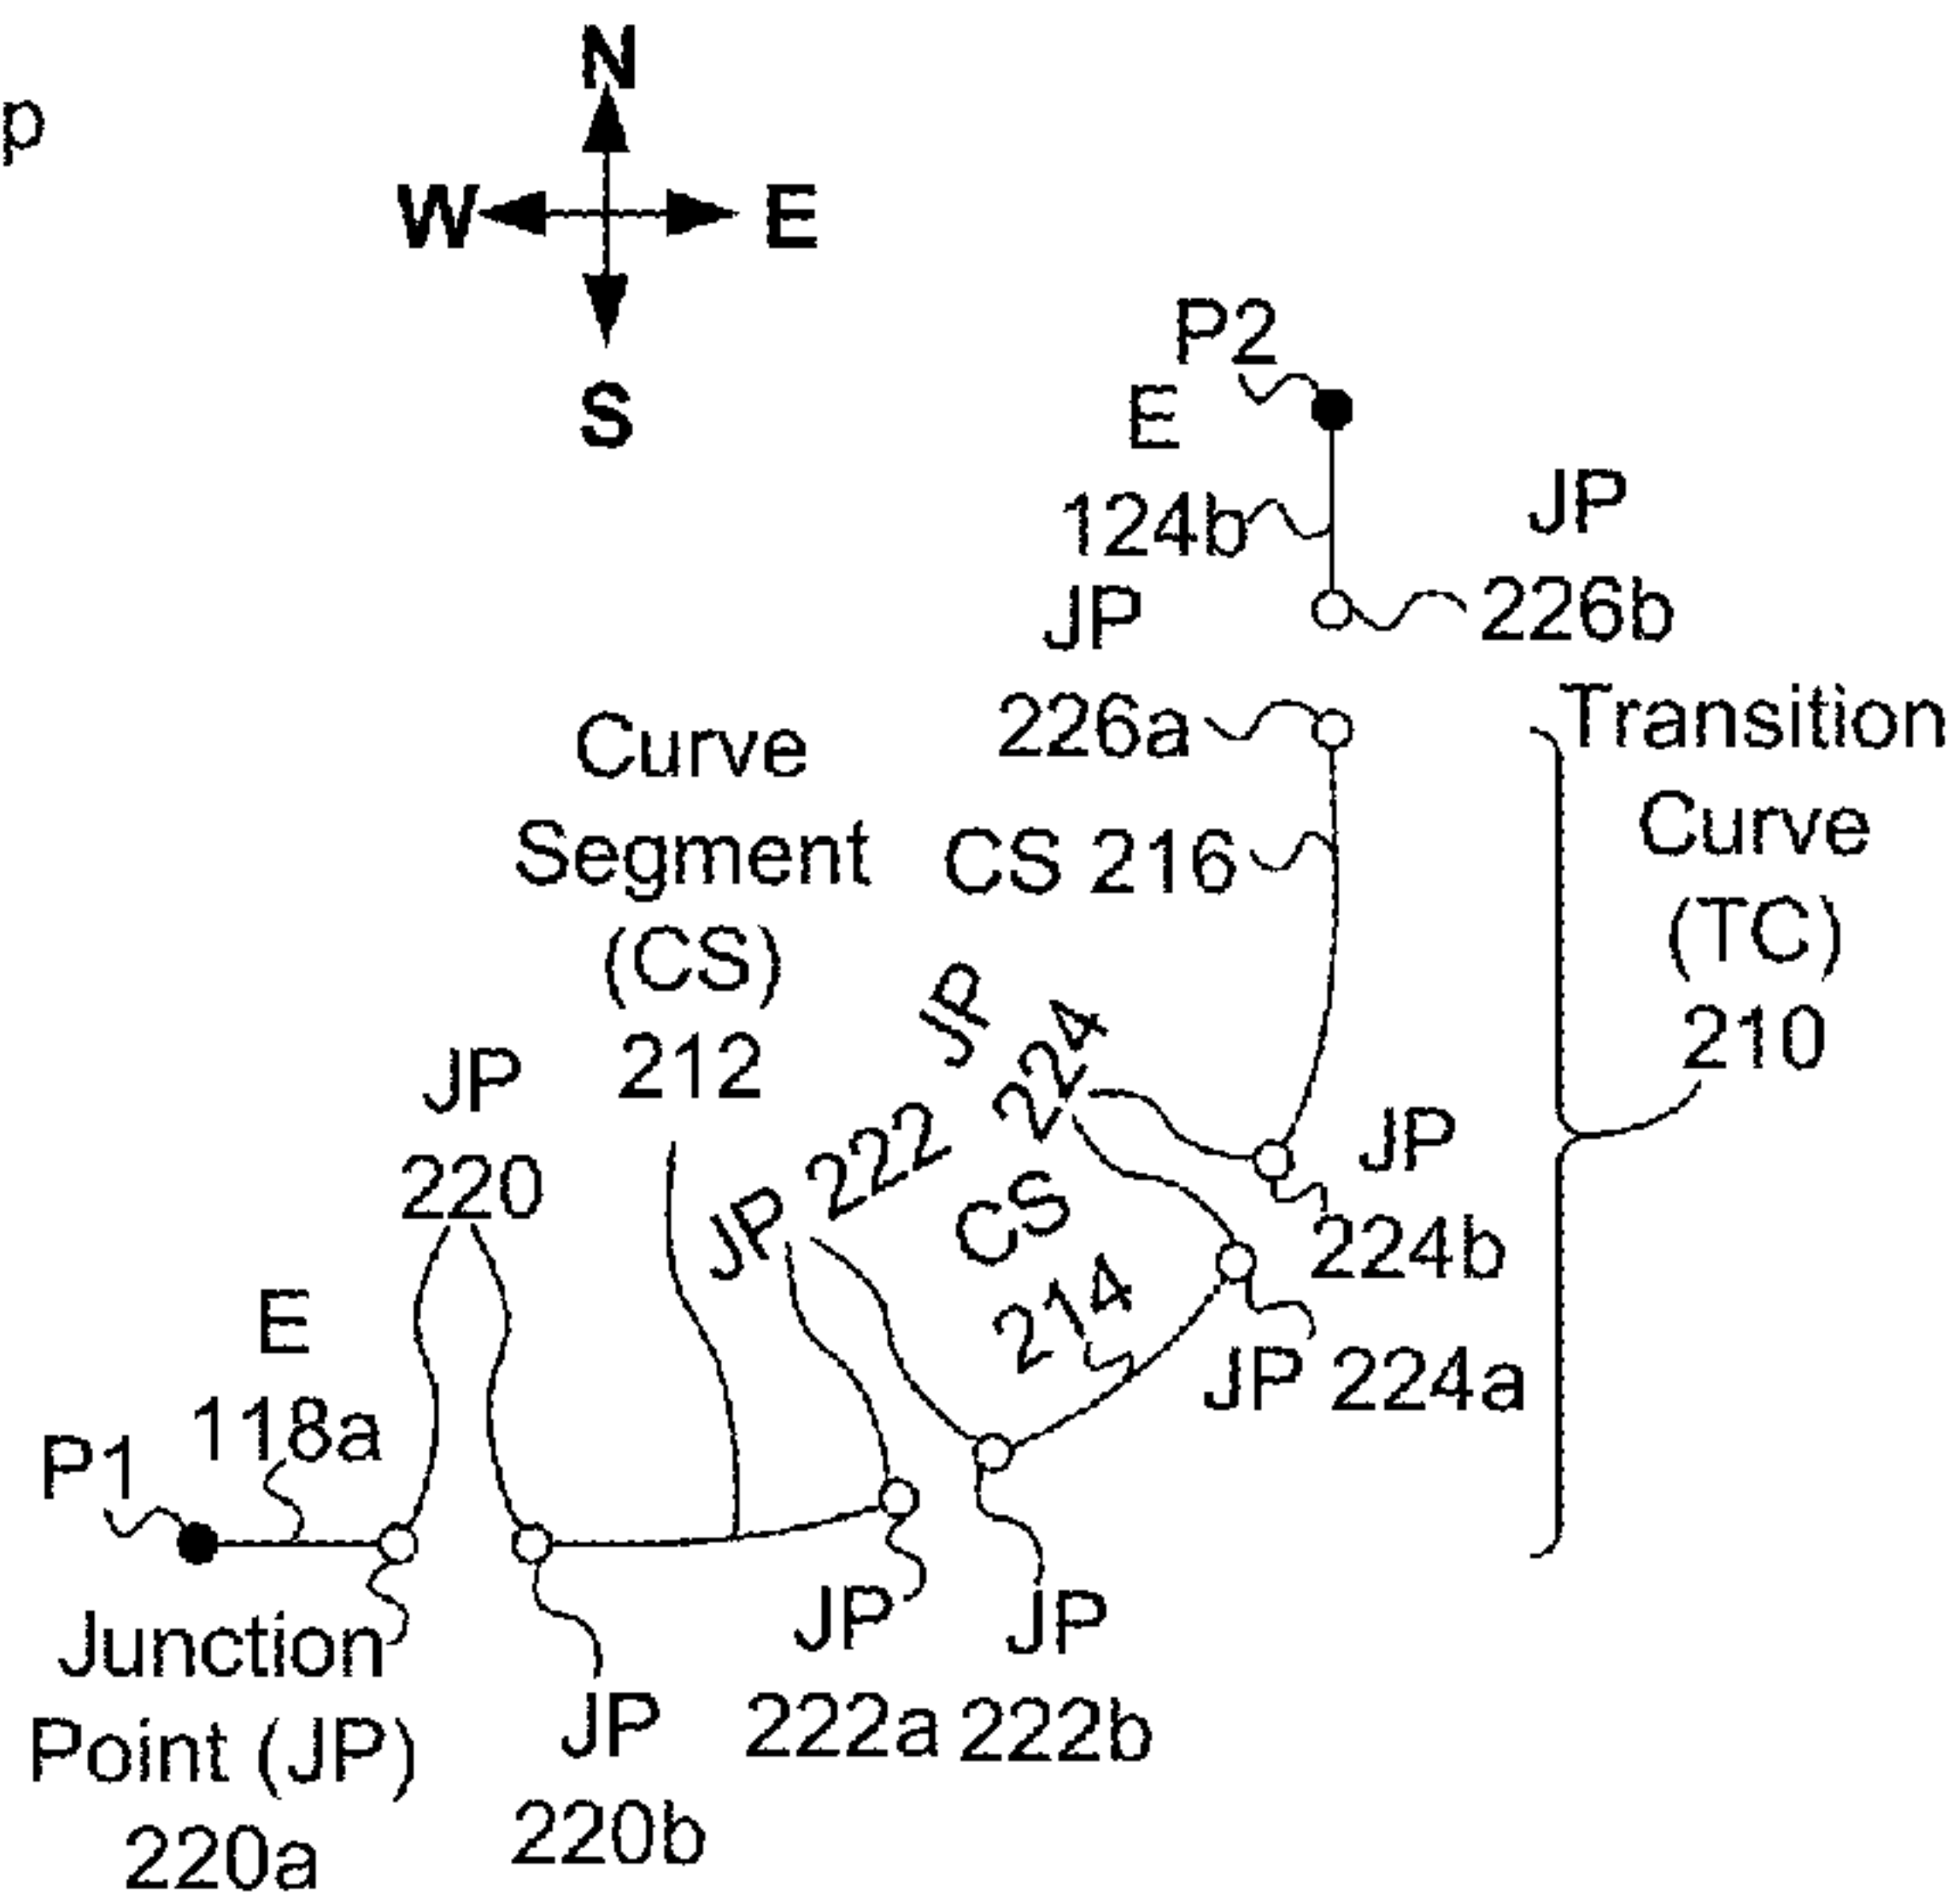 p
N
W E
S
P2
E
124b
JP
226b
JP
226a
Transition
Curve
(TC)
210
Curve
Segment
(CS)
212
CS 216
JP
224
JP
220
JP 222
CS
214
JP
224b
JP 224a
E
118a
P1
Junction
Point (JP)
220a
JP
220b
JP
222a
JP
222b